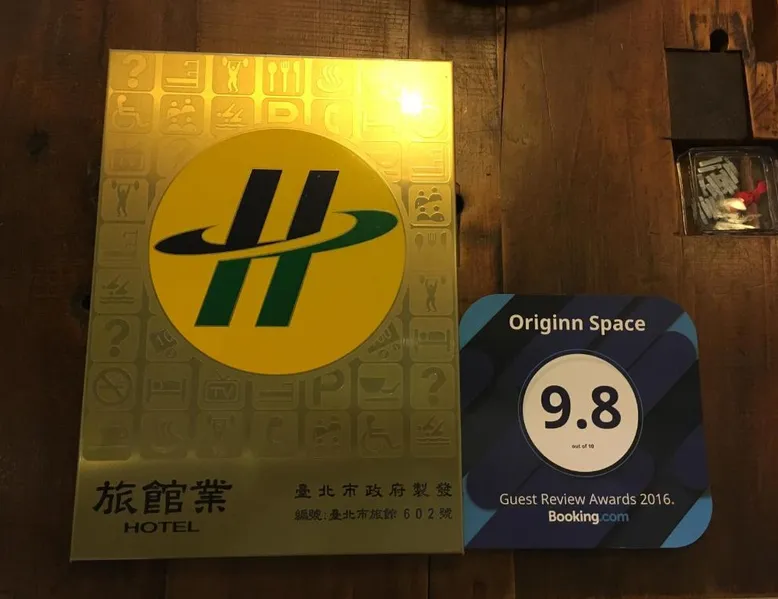 旅館業
HOTEL
臺北市政府製發
編號:臺北市旅館602號
Originn Space
9.8
out of 10
Guest Review Awards 2016.
Booking.com